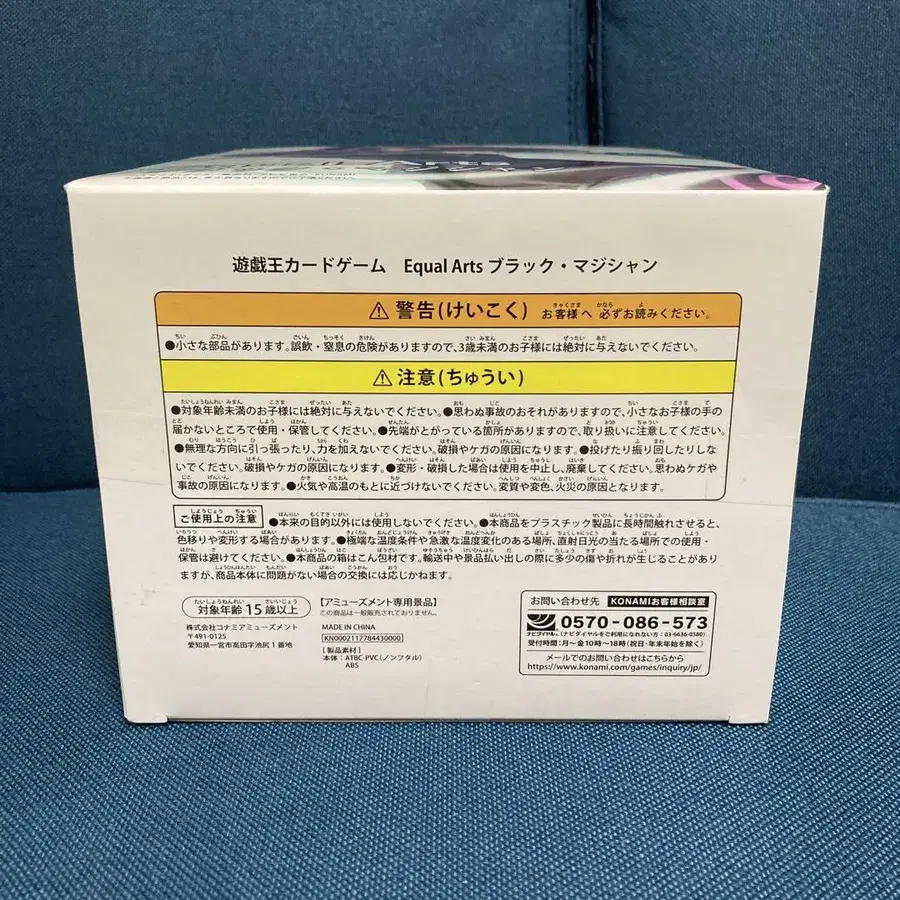 遊戯王カードゲーム Equal Arts ブラック・マジシャン
⚠警告(けいこく) お客様へ 必ずお読みください。
●小さな部品があります。誤飲・窒息の危険がありますので、3歳未満のお子様には絶対に与えないでください。
⚠注意(ちゅうい)
●対象年齢未満のお子様には絶対に与えないでください。●思わぬ事故のおそれがありますので、小さなお子様の手の
届かないところで使用・保管してください。●先端がとがっている箇所がありますので、取り扱いに注意してください。
●無理な方向に引っ張ったり、力を加えないでください。破損やケガの原因になります。●投げたり振り回したりしな
いでください。破損やケガの原因になります。●変形・破損した場合は使用を中止し、廃棄してください。思わぬケガや
事故の原因になります。●火気や高温のもとに近づけないでください。変質や変色、火災の原因となります。
ご使用上の注意 ●本来の目的以外には使用しないでください。●本商品をプラスチック製品に長時間触れさせると、
色移りや変形する場合があります。●極端な温度条件や急激な温度変化のある場所、直射日光の当たる場所での使用・
保管は避けてください。●本商品の箱はこん包材です。輸送中や景品払い出しの際に多少の傷や折れが生じることがあり
ますが、商品本体に問題がない場合の交換には応じかねます。
対象年齢 15歳以上
株式会社コナミアミューズメント
〒491-0125
愛知県一宮市高田字池尻1番地
【アミューズメント専用景品】
この商品は一般販売されておりません。
MADE IN CHINA
KN0002117784430000
[製品素材]
本体：ATBC-PVC(ノンフタル)
ABS
お問い合わせ先 KONAMIお客様相談室
ナビダイヤル® 0570-086-573
(ナビダイヤルをご利用になれない方：03-6636-0580)
受付時間：月～金10時～18時(祝日・年末年始を除く)
メールでのお問い合わせはこちらから
https://www.konami.com/games/inquiry/jp/